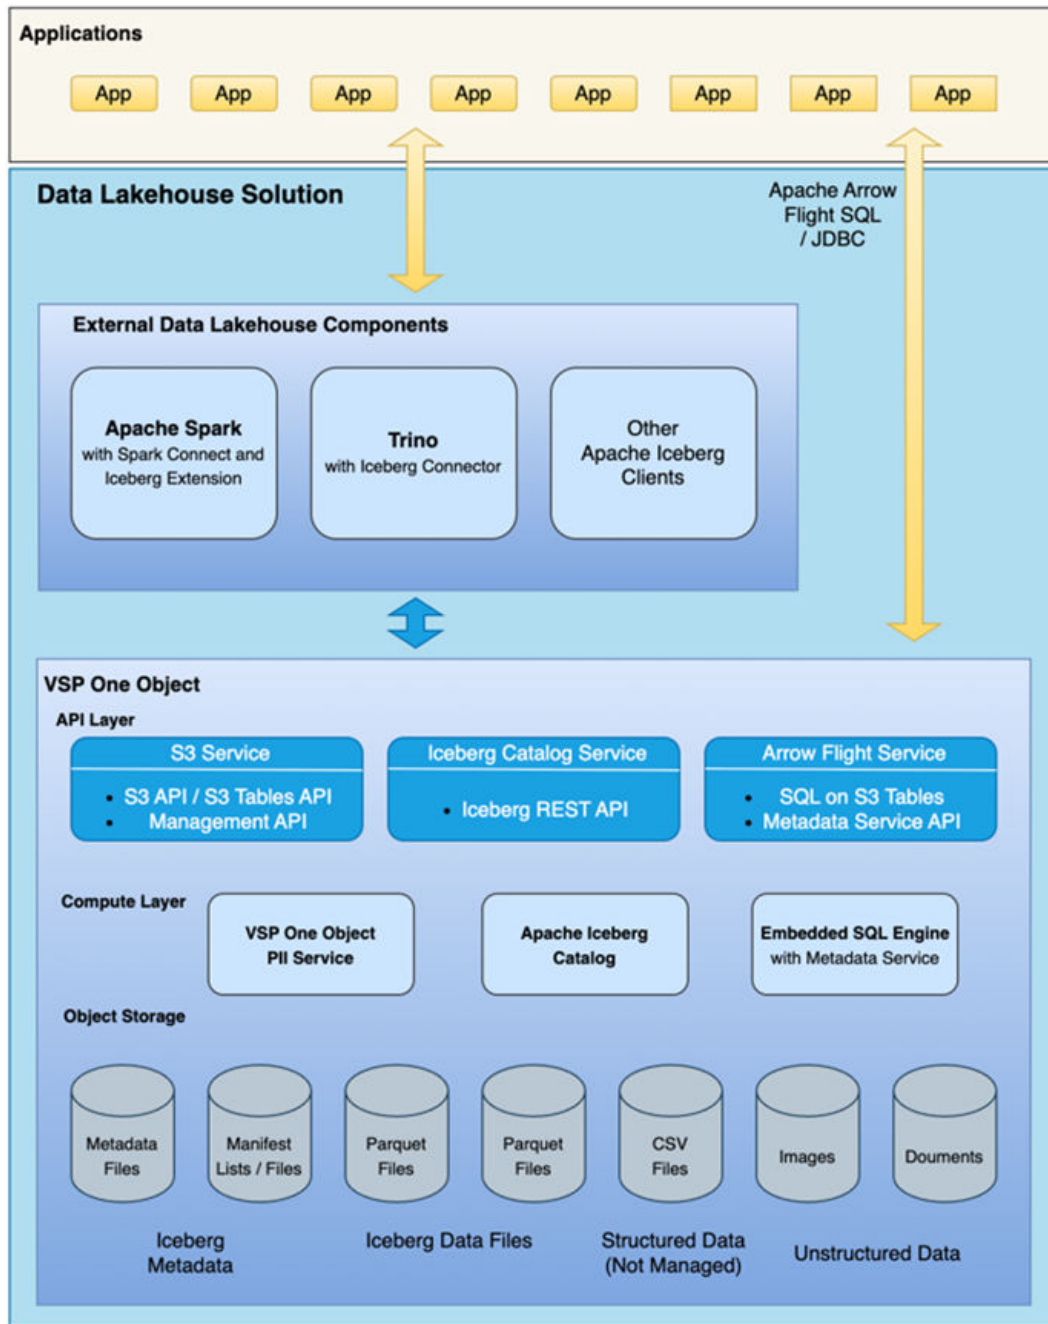 Applications
App App App App App App App App
Data Lakehouse Solution
Apache Arrow
Flight SQL
/ JDBC
External Data Lakehouse Components
Apache Spark
with Spark Connect and
Iceberg Extension
Trino
with Iceberg Connector
Other
Apache Iceberg
Clients
VSP One Object
API Layer
S3 Service
• S3 API / S3 Tables API
• Management API
Iceberg Catalog Service
• Iceberg REST API
Arrow Flight Service
• SQL on S3 Tables
• Metadata Service API
Compute Layer
VSP One Object
PII Service
Apache Iceberg
Catalog
Embedded SQL Engine
with Metadata Service
Object Storage
Metadata
Files
Manifest
Lists / Files
Parquet
Files
Parquet
Files
CSV
Files
Images
Douments
Iceberg
Metadata
Iceberg Data Files
Structured Data
(Not Managed)
Unstructured Data